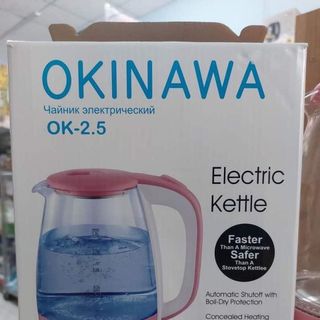 OKINAWA
Чайник электрический
OK-2.5
Electric
Kettle
Faster
Than A Microwave
Safer
Than A
Stovetop Kettlee
Automatic Shutoff with
Boil-Dry Protection
Concealed Heating